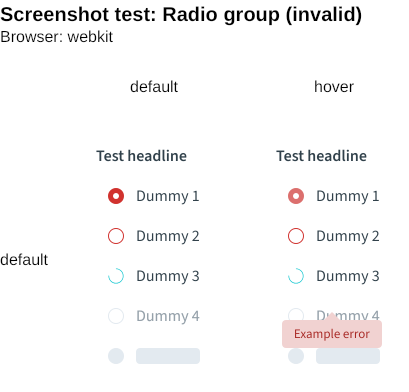 Screenshot test: Radio group (invalid)
Browser: webkit
default hover
Test headline Test headline
Dummy 1 Dummy 1
Dummy 2 Dummy 2
default
Dummy 3 Dummy 3
Dummy 4 Dummy 4
Example error